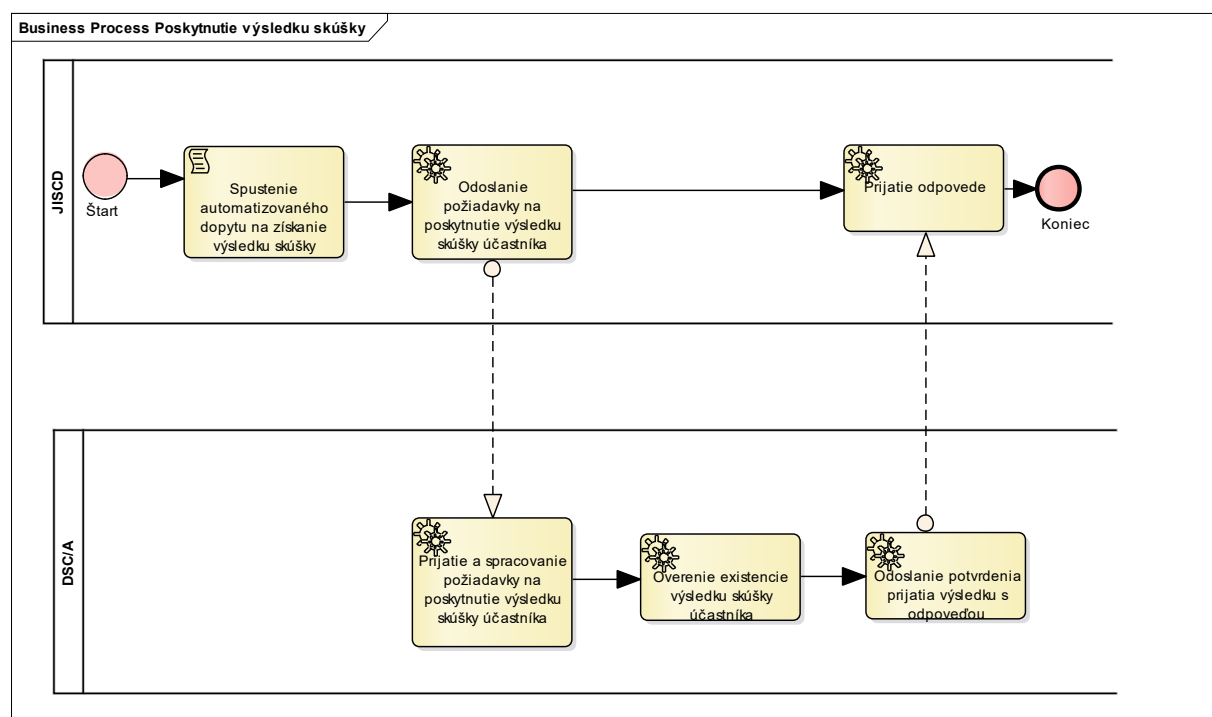 Business Process Poskytnutie výsledku skúšky
JISCD
Štart
Spustenie
automatizovaného
dopytu na získanie
výsledku skúšky
Odoslanie
požiadavky na
poskytnutie výsledku
skúšky účastníka
Prijatie odpovede
Koniec
DSC/A
Prijatie a spracovanie
požiadavky na
poskytnutie výsledku
skúšky účastníka
Overenie existencie
výsledku skúšky
účastníka
Odoslanie potvrdenia
prijatia výsledku s
odpoveďou